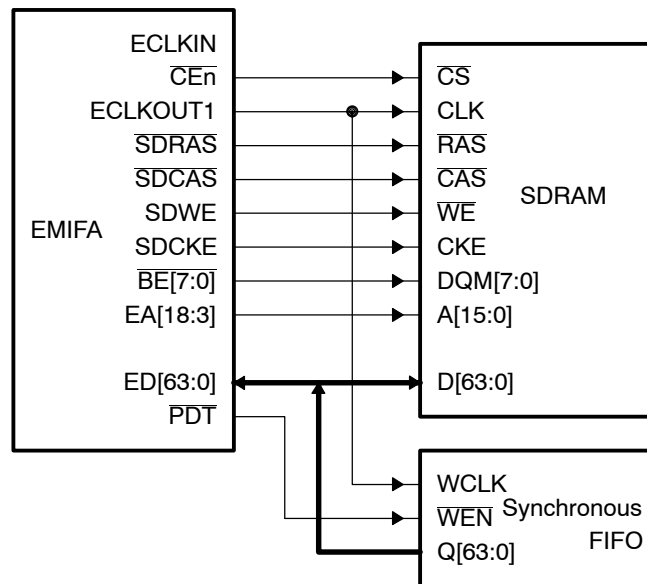 ECLKIN
CEn
ECLKOUT1
SDRAS
SDCAS
SDWE
SDCKE
BE[7:0]
EA[18:3]
ED[63:0]
PDT
EMIFA
CS
CLK
RAS
CAS
WE
CKE
DQM[7:0]
A[15:0]
D[63:0]
SDRAM
WCLK
WEN
Q[63:0]
Synchronous
FIFO